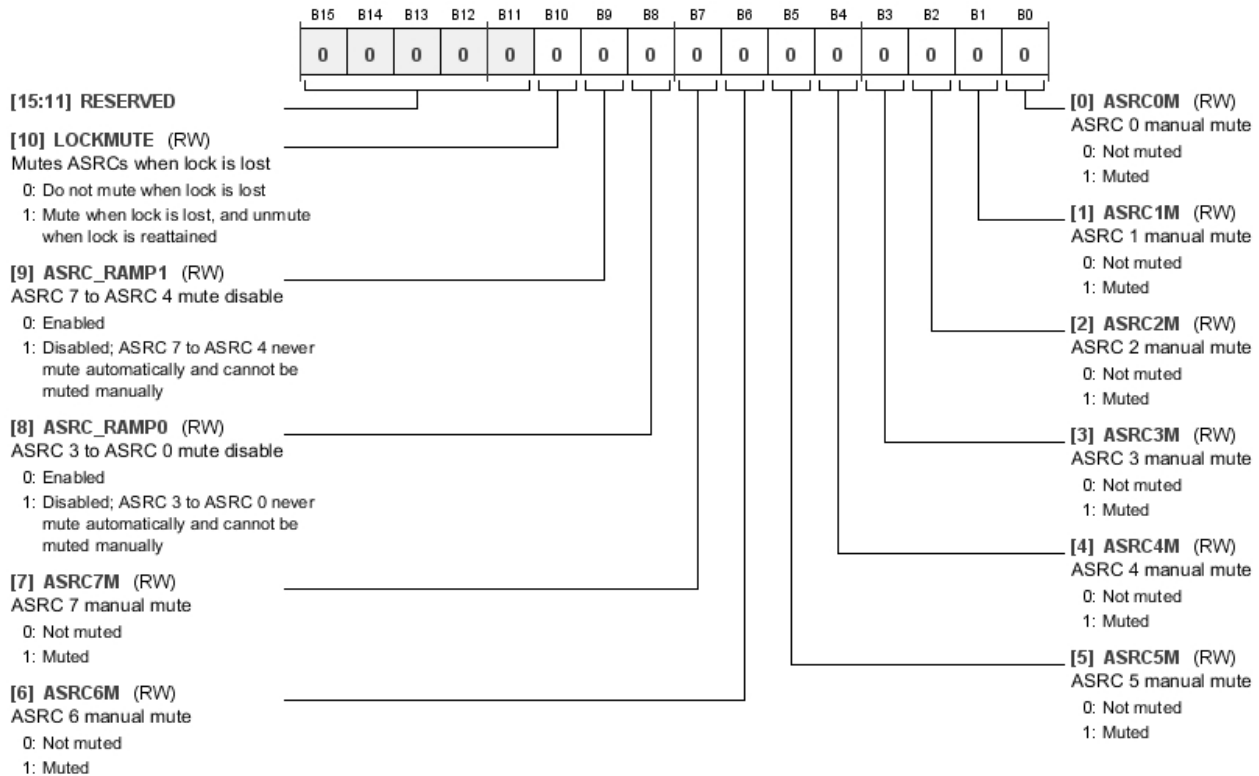 B15 B14 B13 B12 B11 B10 B9 B8 B7 B6 B5 B4 B3 B2 B1 B0
0 0 0 0 0 0 0 0 0 0 0 0 0 0 0 0
[15:11] RESERVED
[10] LOCKMUTE (RW)
Mutes ASRCs when lock is lost
0: Do not mute when lock is lost
1: Mute when lock is lost, and unmute
when lock is reattained
[9] ASRC_RAMP1 (RW)
ASRC 7 to ASRC 4 mute disable
0: Enabled
1: Disabled; ASRC 7 to ASRC 4 never
mute automatically and cannot be
muted manually
[8] ASRC_RAMP0 (RW)
ASRC 3 to ASRC 0 mute disable
0: Enabled
1: Disabled; ASRC 3 to ASRC 0 never
mute automatically and cannot be
muted manually
[7] ASRC7M (RW)
ASRC 7 manual mute
0: Not muted
1: Muted
[6] ASRC6M (RW)
ASRC 6 manual mute
0: Not muted
1: Muted
[0] ASRC0M (RW)
ASRC 0 manual mute
0: Not muted
1: Muted
[1] ASRC1M (RW)
ASRC 1 manual mute
0: Not muted
1: Muted
[2] ASRC2M (RW)
ASRC 2 manual mute
0: Not muted
1: Muted
[3] ASRC3M (RW)
ASRC 3 manual mute
0: Not muted
1: Muted
[4] ASRC4M (RW)
ASRC 4 manual mute
0: Not muted
1: Muted
[5] ASRC5M (RW)
ASRC 5 manual mute
0: Not muted
1: Muted